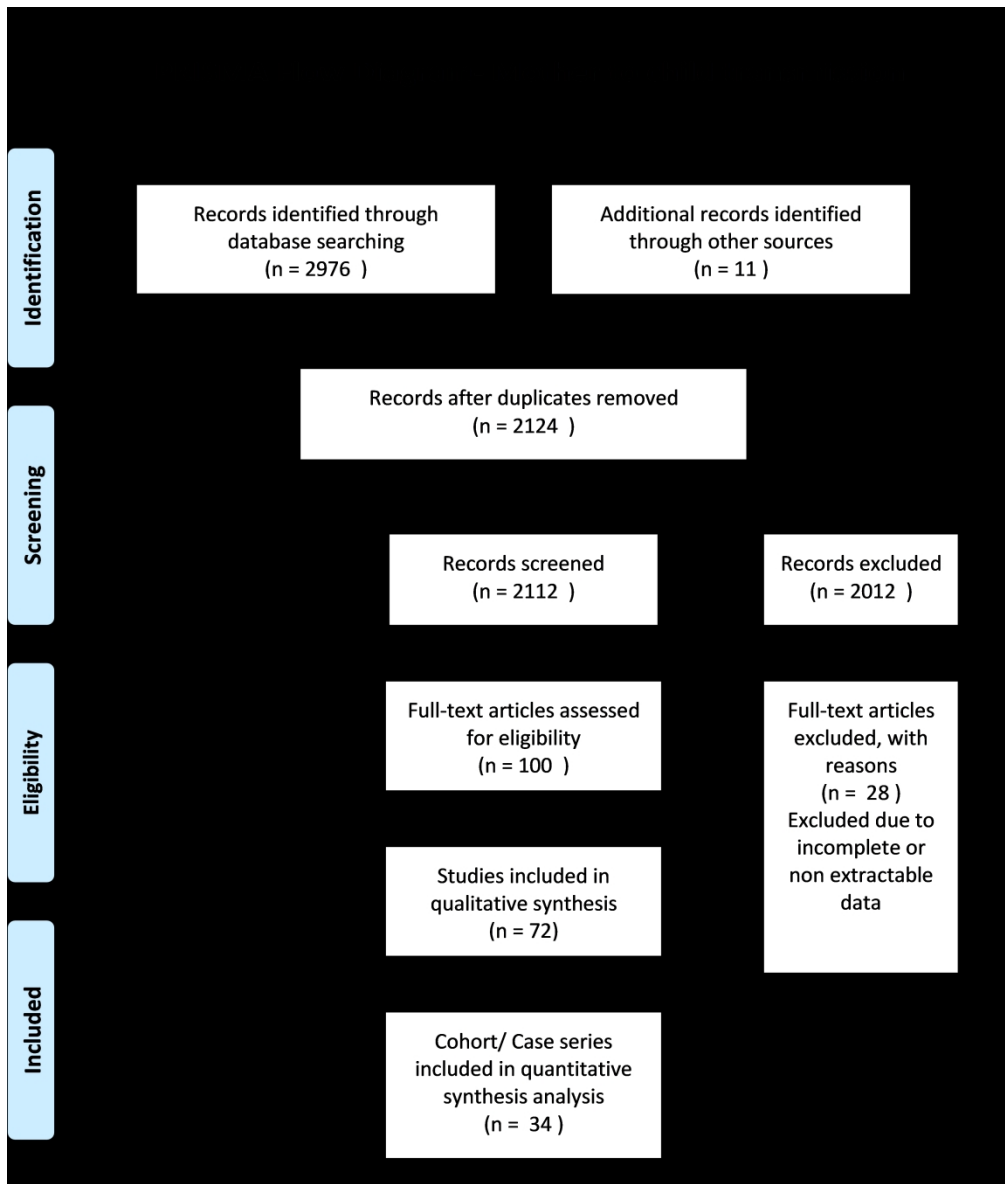 Identification
Records identified through
database searching
(n = 2976  )
Additional records identified
through other sources
(n = 11 )
Records after duplicates removed
(n = 2124  )
Screening
Records screened
(n = 2112  )
Records excluded
(n = 2012  )
Eligibility
Full-text articles assessed
for eligibility
(n = 100  )
Full-text articles
excluded, with
reasons
(n =  28 )
Excluded due to
incomplete or
non extractable
data
Studies included in
qualitative synthesis
(n = 72)
Included
Cohort/ Case series
included in quantitative
synthesis analysis
(n =  34 )